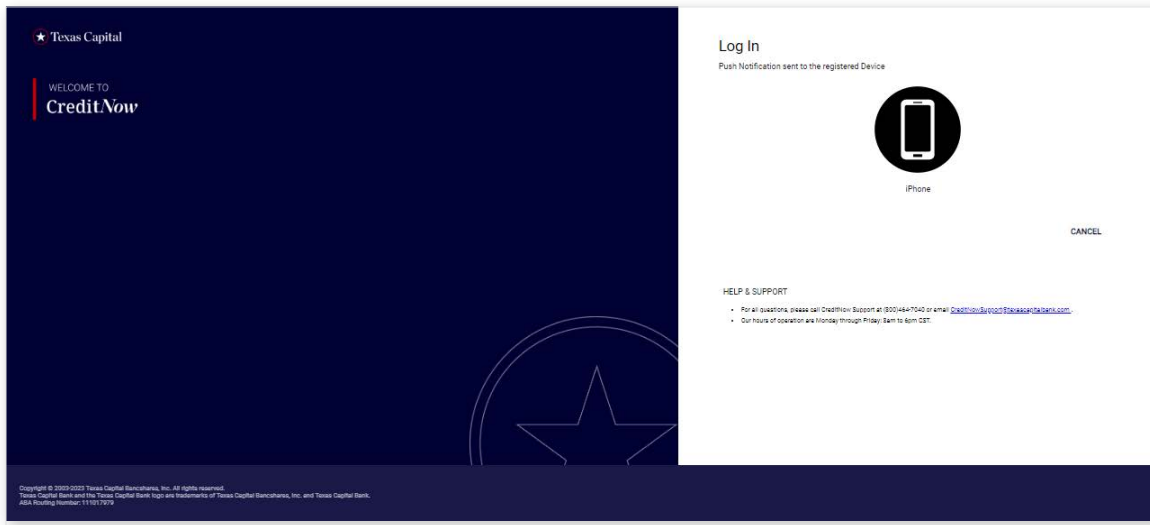 Texas Capital
WELCOME TO
CreditNow
Log In
Push Notification sent to the registered Device
iPhone
CANCEL
HELP & SUPPORT
• For all questions, please call CreditNow Support at (800)464-7040 or email CreditNowSupport@texascapitalbank.com .
• Our hours of operation are Monday through Friday: 8am to 6pm CST.
Copyright © 2003-2023 Texas Capital Bancshares, Inc. All rights reserved.
Texas Capital Bank and the Texas Capital Bank logo are trademarks of Texas Capital Bancshares, Inc. and Texas Capital Bank.
ABA Routing Number: 111017979